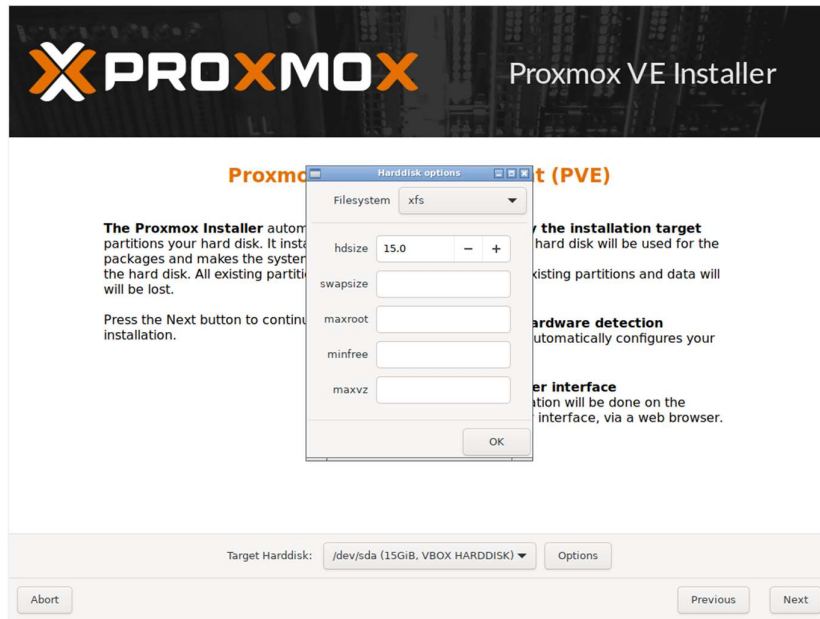 PROXMOX
Proxmox VE Installer
Proxmo
t (PVE)
Harddisk options
Filesystem xfs
hdsize 15.0 − +
swapsize
maxroot
minfree
maxvz
OK
The Proxmox Installer autom
partitions your hard disk. It insta
packages and makes the system
the hard disk. All existing partiti
will be lost.
Press the Next button to continu
installation.
y the installation target
hard disk will be used for the
xisting partitions and data will
ardware detection
utomatically configures your
er interface
ation will be done on the
interface, via a web browser.
Target Harddisk: /dev/sda (15GiB, VBOX HARDDISK) Options
Abort Previous Next